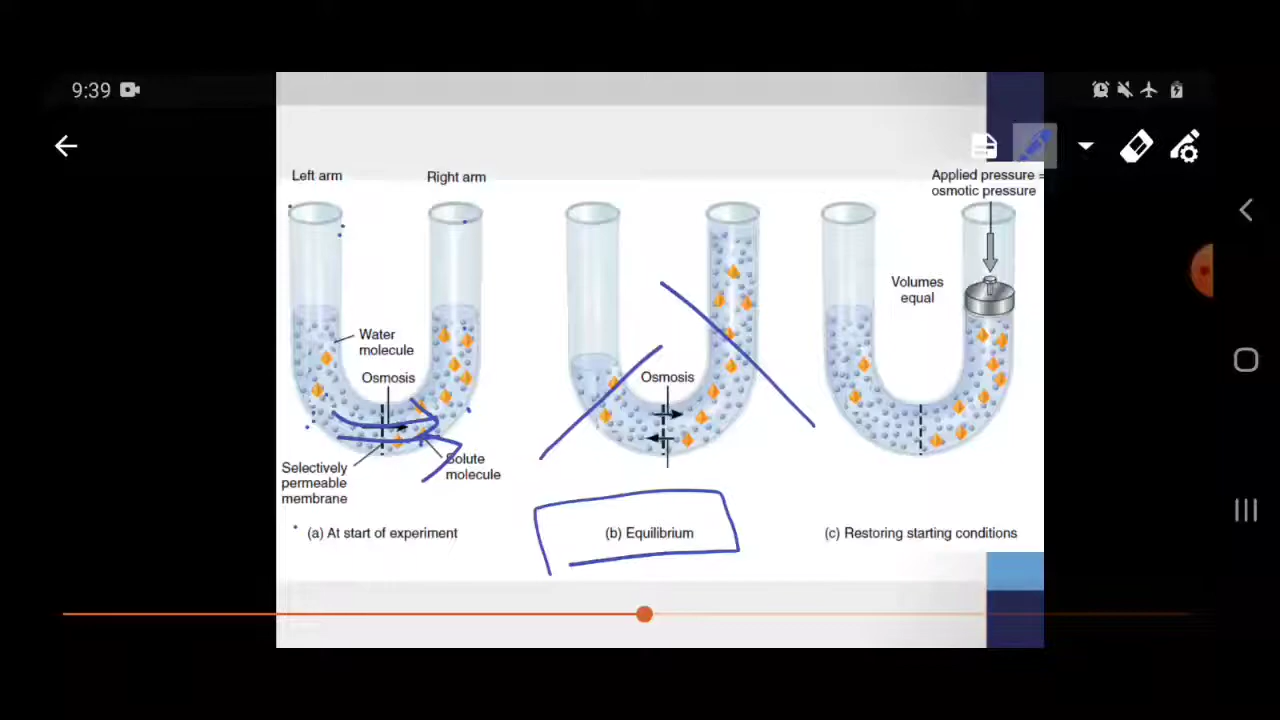 9:39
Left arm
Right arm
Applied pressure =
osmotic pressure
Volumes
equal
Water
molecule
Osmosis
Osmosis
Selectively
permeable
membrane
Solute
molecule
(a) At start of experiment
(b) Equilibrium
(c) Restoring starting conditions